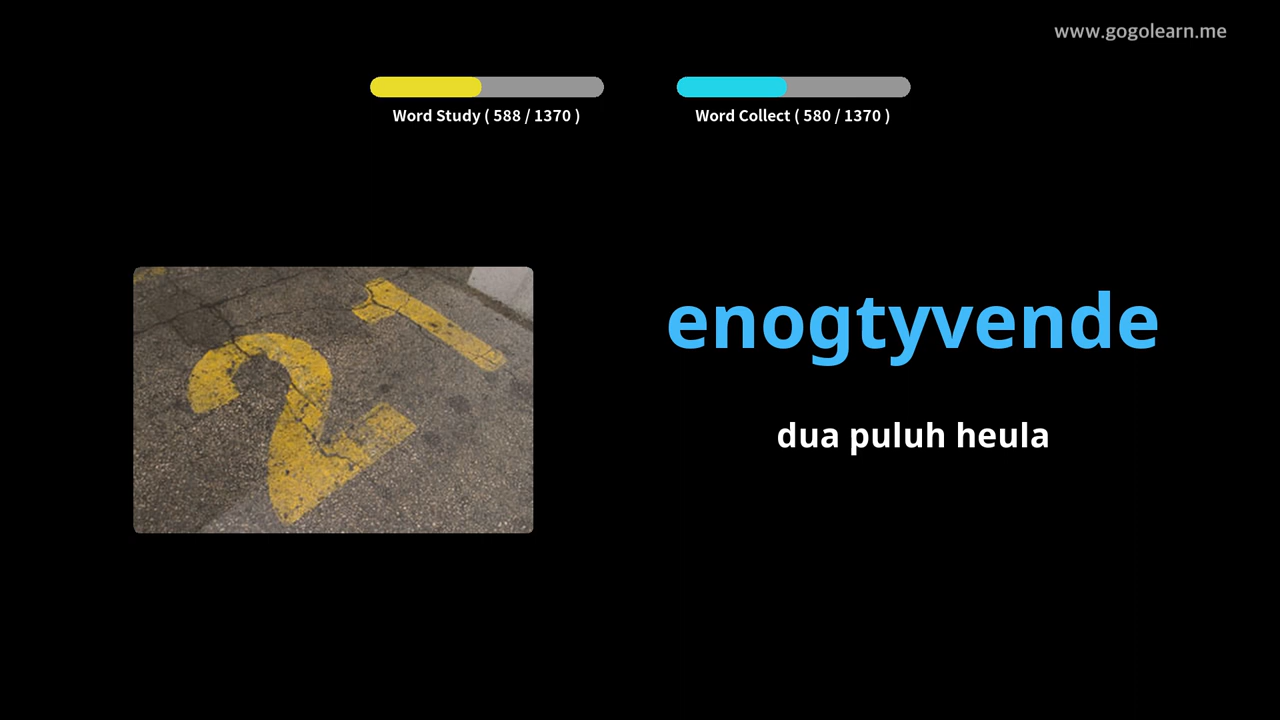 www.gogolearn.me
Word Study ( 588 / 1370 )
Word Collect ( 580 / 1370 )
21
enogtyvende
dua puluh heula